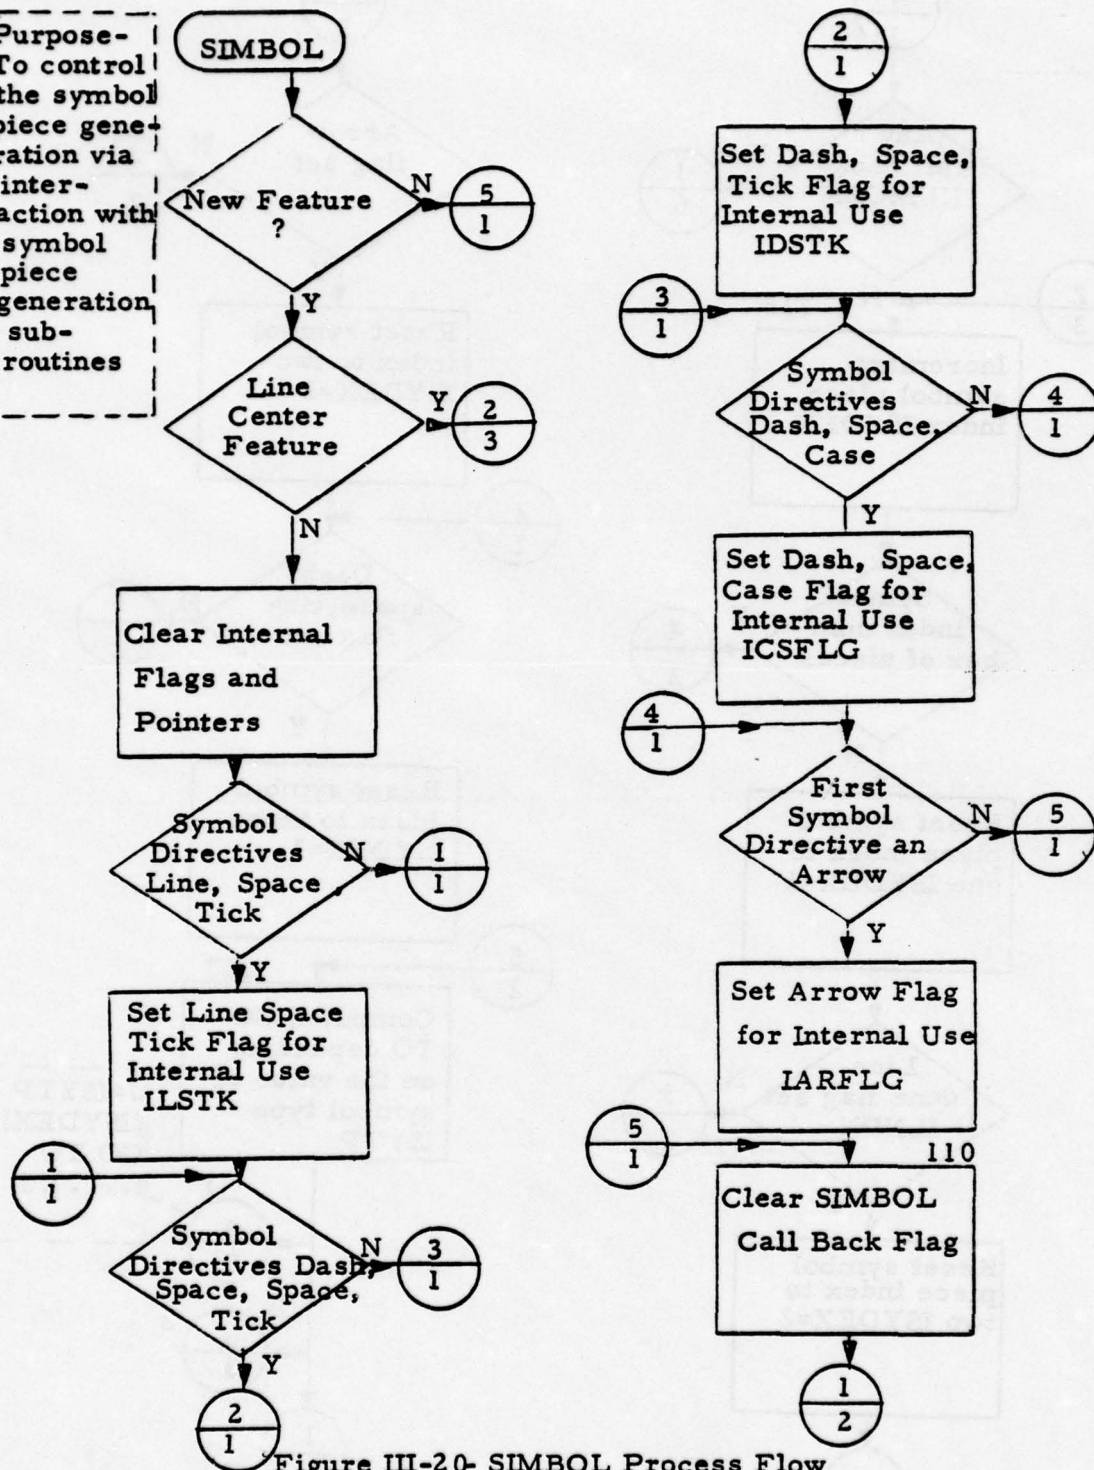 Purpose-
To control
the symbol
piece gene-
ration via
inter-
action with
symbol
piece
generation
sub-
routines
SIMBOL
New Feature
?
N
5
1
Y
Line
Center
Feature
Y
2
3
N
Clear Internal
Flags and
Pointers
Symbol
Directives
Line, Space
Tick
N
1
1
Y
Set Line Space
Tick Flag for
Internal Use
ILSTK
1
1
Symbol
Directives Dash,
Space, Space,
Tick
N
3
1
Y
2
1
2
1
Set Dash, Space,
Tick Flag for
Internal Use
IDSTK
3
1
Symbol
Directives
Dash, Space,
Case
N
4
1
Y
Set Dash, Space,
Case Flag for
Internal Use
ICSFLG
4
1
First
Symbol
Directive an
Arrow
N
5
1
Y
Set Arrow Flag
for Internal Use
IARFLG
5
1
110
Clear SIMBOL
Call Back Flag
1
2
Figure III-20- SIMBOL Process Flow